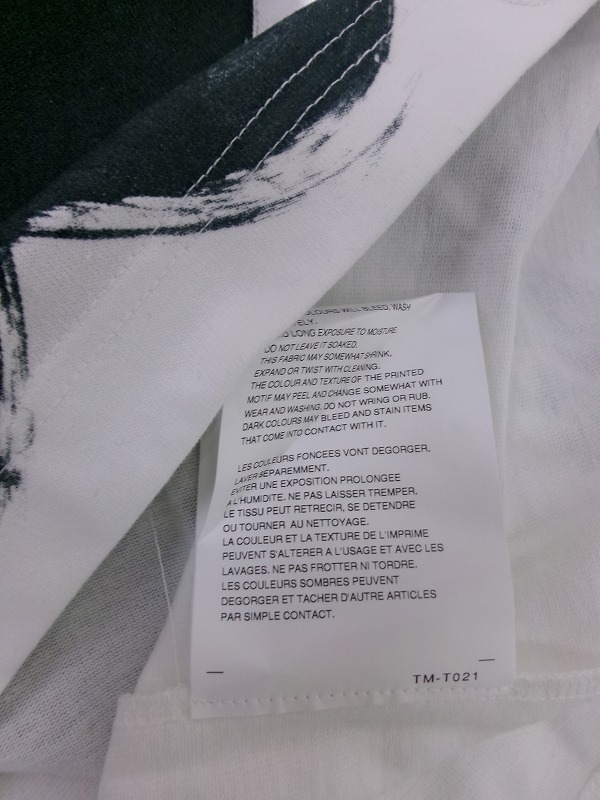 COLOURS WILL BLEED, WASH
ELY.
LONG EXPOSURE TO MOISTURE
DO NOT LEAVE IT SOAKED.
THIS FABRIC MAY SOMEWHAT SHRINK,
EXPAND OR TWIST WITH CLEANING.
THE COLOUR AND TEXTURE OF THE PRINTED
MOTIF MAY PEEL AND CHANGE SOMEWHAT WITH
WEAR AND WASHING. DO NOT WRING OR RUB.
DARK COLOURS MAY BLEED AND STAIN ITEMS
THAT COME INTO CONTACT WITH IT.
LES COULEURS FONCEES VONT DEGORGER,
LAVER SEPAREMMENT.
EVITER UNE EXPOSITION PROLONGEE
A L'HUMIDITE. NE PAS LAISSER TREMPER.
LE TISSU PEUT RETRECIR, SE DETENDRE
OU TOURNER AU NETTOYAGE.
LA COULEUR ET LA TEXTURE DE L'IMPRIME
PEUVENT S'ALTERER A L'USAGE ET AVEC LES
LAVAGES. NE PAS FROTTER NI TORDRE.
LES COULEURS SOMBRES PEUVENT
DEGORGER ET TACHER D'AUTRE ARTICLES
PAR SIMPLE CONTACT.
TM-T021